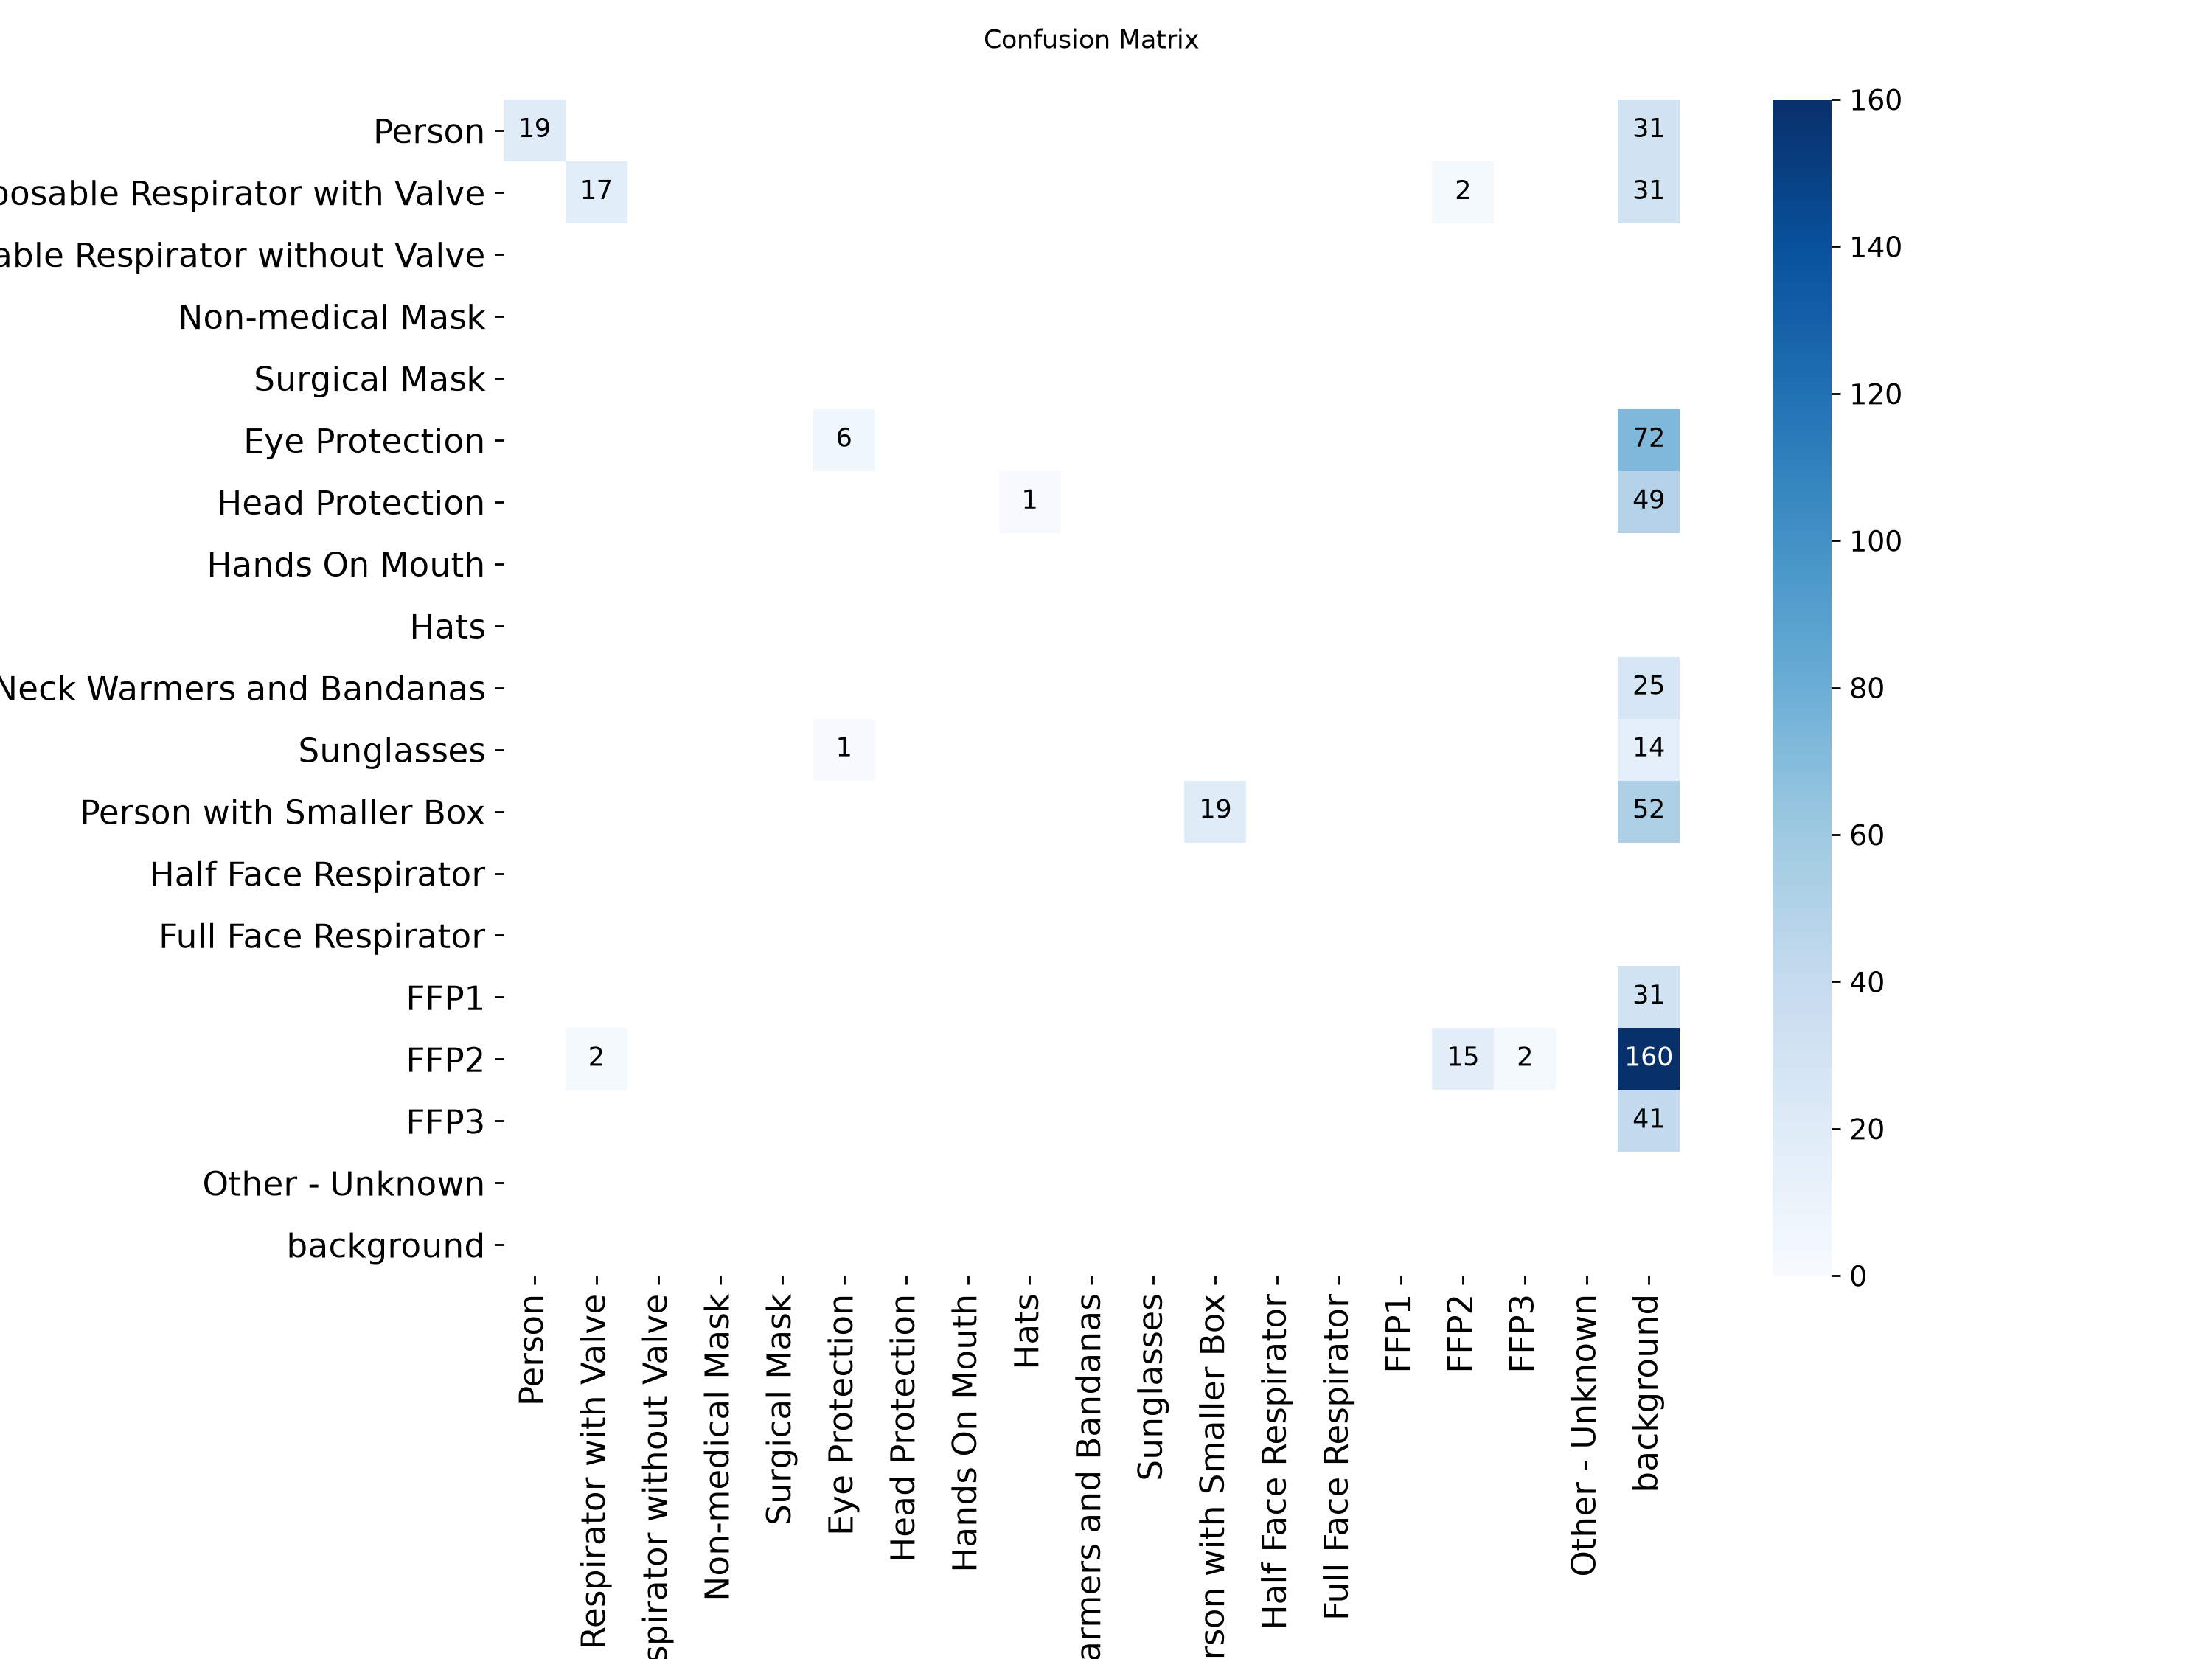 Confusion Matrix
Person 19 31 160
posable Respirator with Valve 17 2 31
able Respirator without Valve 140
Non-medical Mask
Surgical Mask 120
Eye Protection 6 72
Head Protection 1 49
Hands On Mouth 100
Hats
Neck Warmers and Bandanas 25 80
Sunglasses 1 14
Person with Smaller Box 19 52 60
Half Face Respirator
Full Face Respirator
FFP1 31 40
FFP2 2 15 2 160
FFP3 41 20
Other - Unknown
background
0
Person
Respirator with Valve
spirator without Valve
Non-medical Mask
Surgical Mask
Eye Protection
Head Protection
Hands On Mouth
Hats
armers and Bandanas
Sunglasses
rson with Smaller Box
Half Face Respirator
Full Face Respirator
FFP1
FFP2
FFP3
Other - Unknown
background